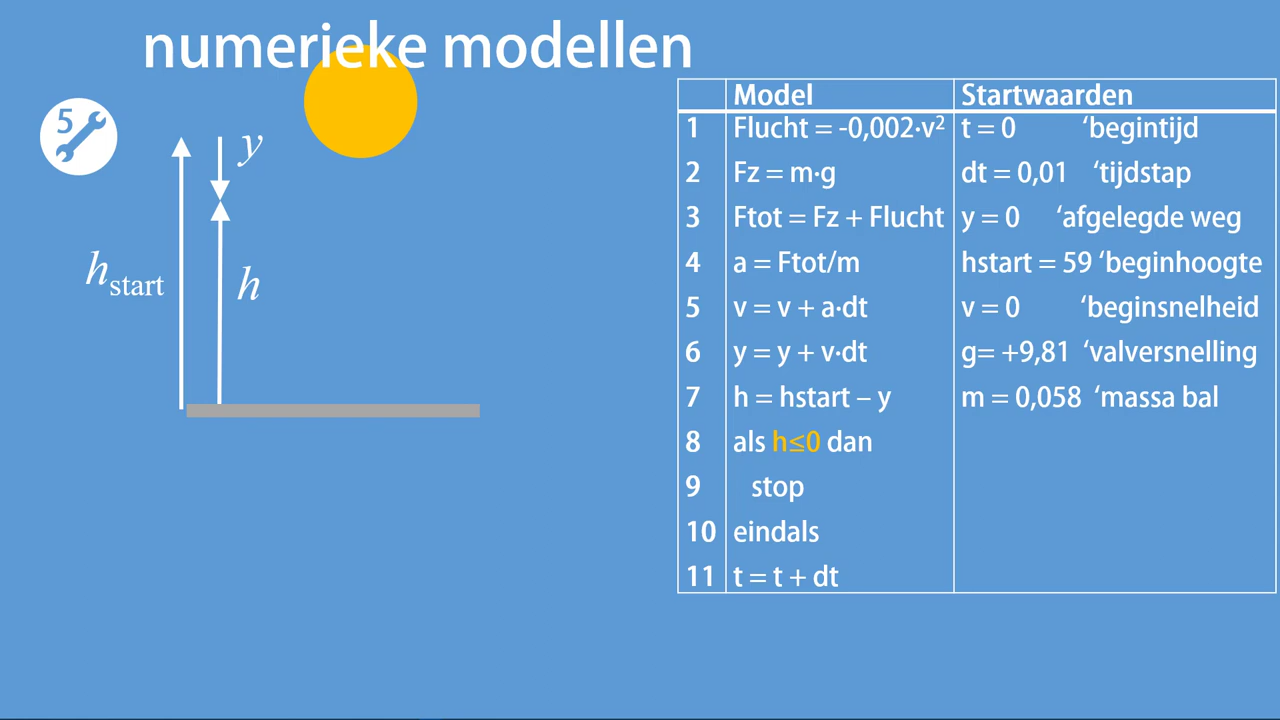 numerieke modellen
5
y
h
start
h
Model Startwaarden
1 Flucht = -0,002·v² t = 0 ‘begintijd
2 Fz = m·g dt = 0,01 ‘tijdstap
3 Ftot = Fz + Flucht y = 0 ‘afgelegde weg
4 a = Ftot/m hstart = 59 ‘beginhoogte
5 v = v + a·dt v = 0 ‘beginsnelheid
6 y = y + v·dt g= +9,81 ‘valversnelling
7 h = hstart – y m = 0,058 ‘massa bal
8 als h≤0 dan
9 stop
10 eindals
11 t = t + dt